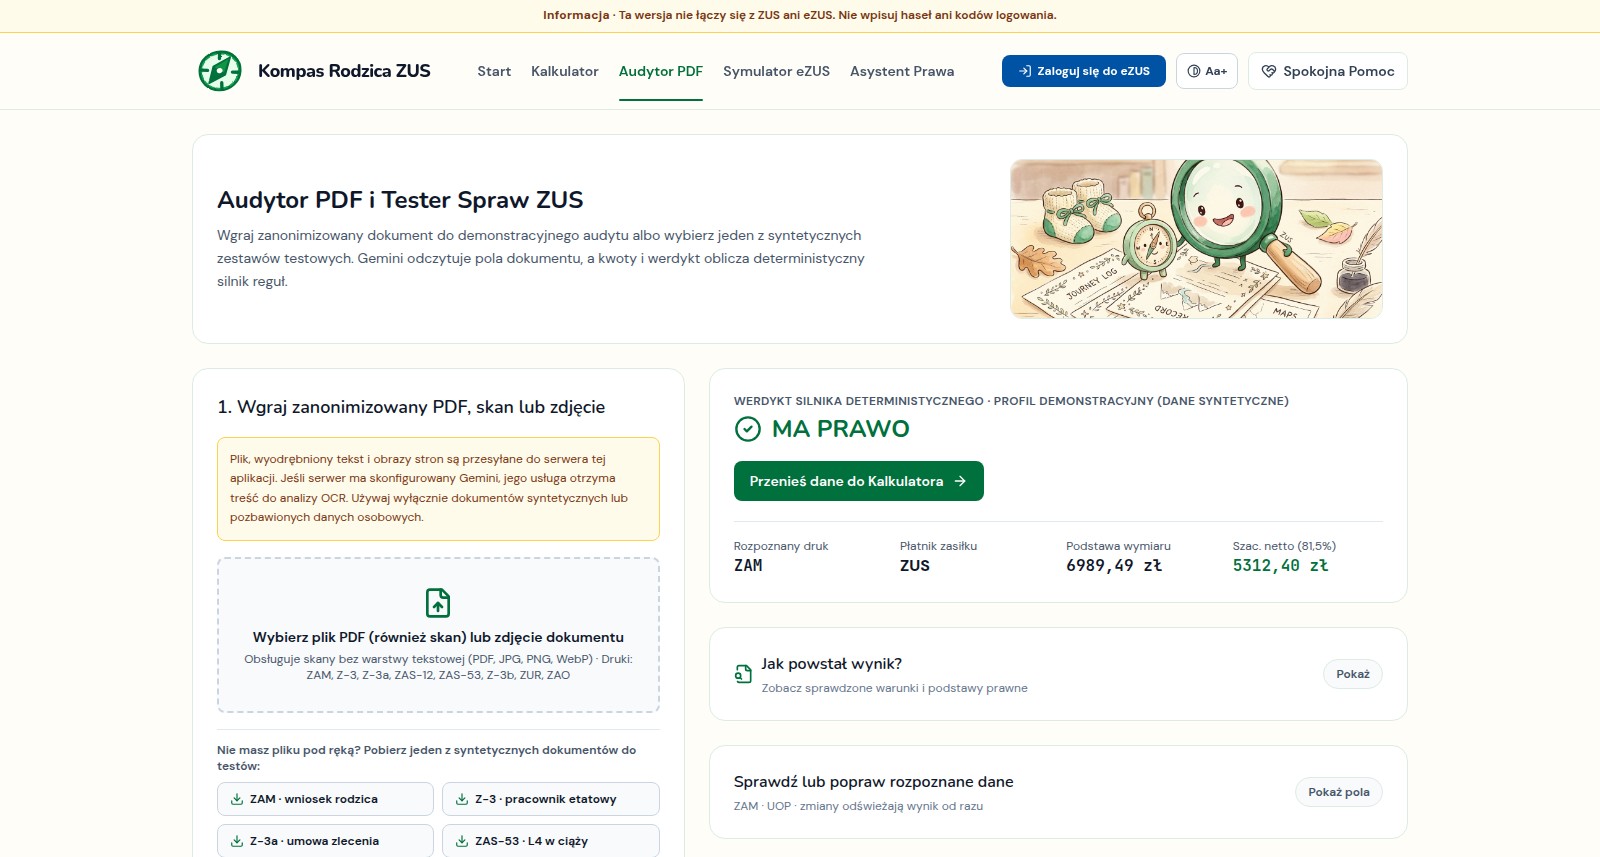 Informacja · Ta wersja nie łączy się z ZUS ani eZUS. Nie wpisuj haseł ani kodów logowania.
Kompas Rodzica ZUS
Start
Kalkulator
Audytor PDF
Symulator eZUS
Asystent Prawa
Zaloguj się do eZUS
Aa+
Spokojna Pomoc
Audytor PDF i Tester Spraw ZUS
Wgraj zanonimizowany dokument do demonstracyjnego audytu albo wybierz jeden z syntetycznych
zestawów testowych. Gemini odczytuje pola dokumentu, a kwoty i werdykt oblicza deterministyczny
silnik reguł.
ZUS
JOURNEY LOG
RECORD
MAPS
1. Wgraj zanonimizowany PDF, skan lub zdjęcie
Plik, wyodrębniony tekst i obrazy stron są przesyłane do serwera tej
aplikacji. Jeśli serwer ma skonfigurowany Gemini, jego usługa otrzyma
treść do analizy OCR. Używaj wyłącznie dokumentów syntetycznych lub
pozbawionych danych osobowych.
Wybierz plik PDF (również skan) lub zdjęcie dokumentu
Obsługuje skany bez warstwy tekstowej (PDF, JPG, PNG, WebP) · Druki:
ZAM, Z-3, Z-3a, ZAS-12, ZAS-53, Z-3b, ZUR, ZAO
Nie masz pliku pod ręką? Pobierz jeden z syntetycznych dokumentów do
testów:
ZAM · wniosek rodzica
Z-3 · pracownik etatowy
Z-3a · umowa zlecenia
ZAS-53 · L4 w ciąży
WERDYKT SILNIKA DETERMINISTYCZNEGO · PROFIL DEMONSTRACYJNY (DANE SYNTETYCZNE)
MA PRAWO
Przenieś dane do Kalkulatora
Rozpoznany druk
ZAM
Płatnik zasiłku
ZUS
Podstawa wymiaru
6989,49 zł
Szac. netto (81,5%)
5312,40 zł
Jak powstał wynik?
Zobacz sprawdzone warunki i podstawy prawne
Pokaż
Sprawdź lub popraw rozpoznane dane
ZAM · UOP · zmiany odświeżają wynik od razu
Pokaż pola